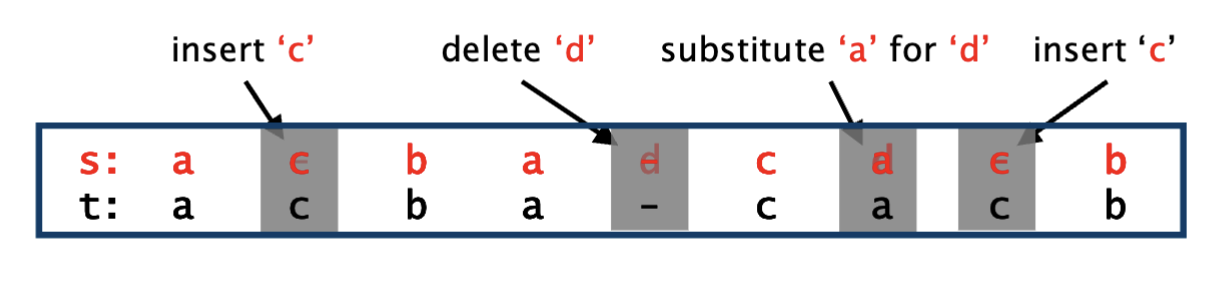 insert ‘c’ delete ‘d’ substitute ‘a’ for ‘d’ insert ‘c’
s: a c b a d c d c b
t: a c b a – c a c b